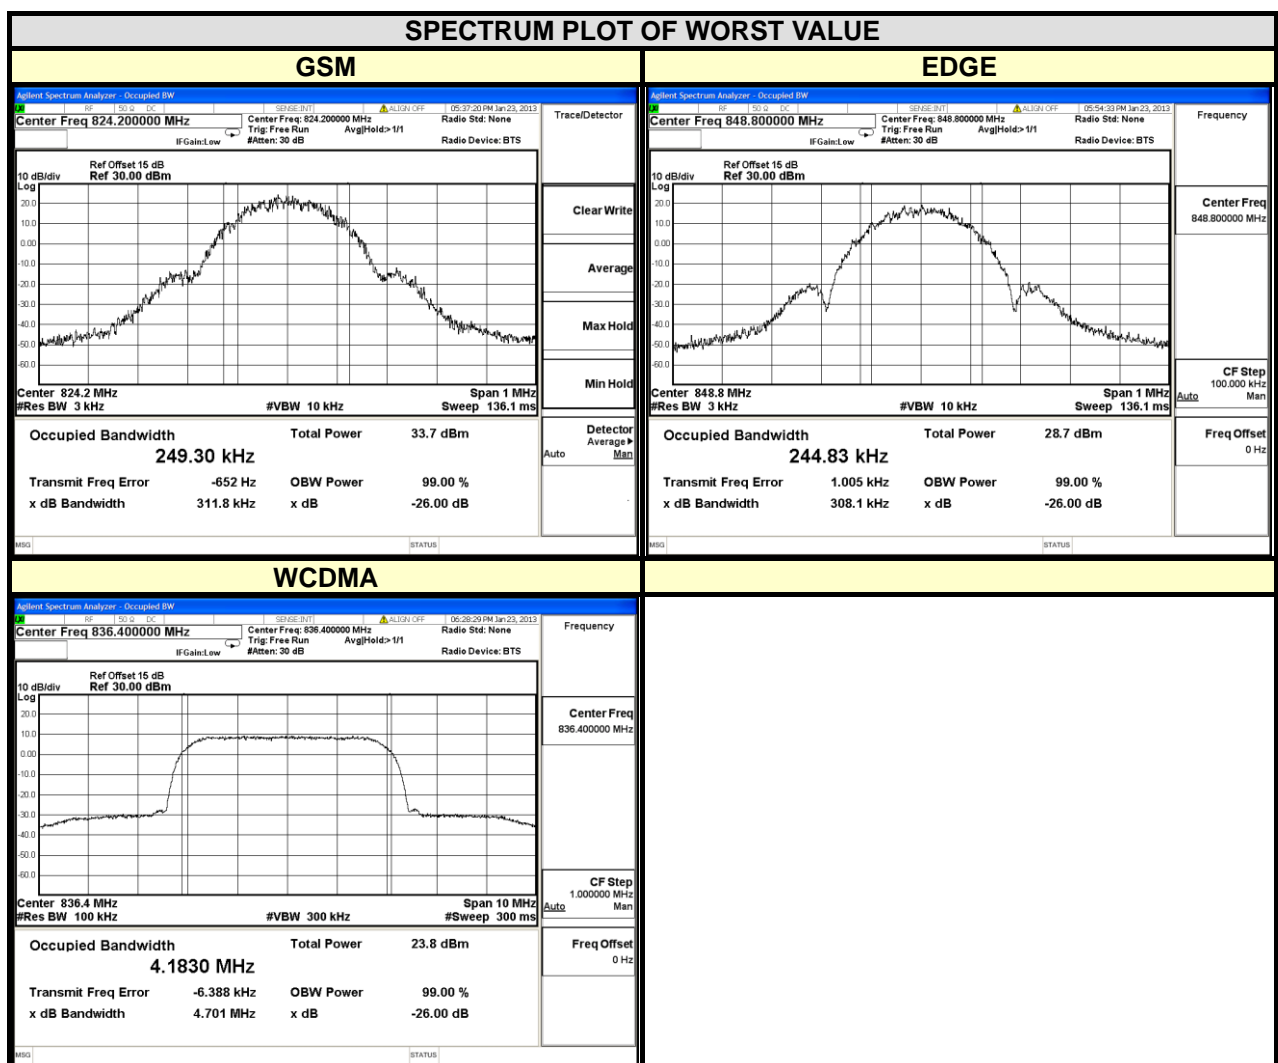 SPECTRUM PLOT OF WORST VALUE
GSM
Agilent Spectrum Analyzer - Occupied BW
RF 50 Ω DC SENSE:INT ALIGN OFF 05:37:20 PM Jan 23, 2013
Center Freq 824.200000 MHz
Center Freq: 824.200000 MHz
Radio Std: None
Trig: Free Run Avg|Hold:> 1/1
IFGain:Low
#Atten: 30 dB
Radio Device: BTS
Ref Offset 15 dB
10 dB/div Ref 30.00 dBm
Log
20.0
10.0
0.00
-10.0
-20.0
-30.0
-40.0
-50.0
-60.0
Center 824.2 MHz Span 1 MHz
#Res BW 3 kHz #VBW 10 kHz Sweep 136.1 ms
Occupied Bandwidth Total Power 33.7 dBm
249.30 kHz
Transmit Freq Error -652 Hz OBW Power 99.00 %
x dB Bandwidth 311.8 kHz x dB -26.00 dB
MSG STATUS
Trace/Detector
Clear Write
Average
Max Hold
Min Hold
Detector
Average
Auto Man
EDGE
Agilent Spectrum Analyzer - Occupied BW
RF 50 Ω DC SENSE:INT ALIGN OFF 05:54:33 PM Jan 23, 2013
Center Freq 848.800000 MHz
Center Freq: 848.800000 MHz
Radio Std: None
Trig: Free Run Avg|Hold:> 1/1
IFGain:Low
#Atten: 30 dB
Radio Device: BTS
Ref Offset 15 dB
10 dB/div Ref 30.00 dBm
Log
20.0
10.0
0.00
-10.0
-20.0
-30.0
-40.0
-50.0
-60.0
Center 848.8 MHz Span 1 MHz
#Res BW 3 kHz #VBW 10 kHz Sweep 136.1 ms
Occupied Bandwidth Total Power 28.7 dBm
244.83 kHz
Transmit Freq Error 1.005 kHz OBW Power 99.00 %
x dB Bandwidth 308.1 kHz x dB -26.00 dB
MSG STATUS
Frequency
Center Freq
848.800000 MHz
CF Step
100.000 kHz
Auto Man
Freq Offset
0 Hz
WCDMA
Agilent Spectrum Analyzer - Occupied BW
RF 50 Ω DC SENSE:INT ALIGN OFF 06:28:29 PM Jan 23, 2013
Center Freq 836.400000 MHz
Center Freq: 836.400000 MHz
Radio Std: None
Trig: Free Run Avg|Hold:> 1/1
IFGain:Low
#Atten: 30 dB
Radio Device: BTS
Ref Offset 15 dB
10 dB/div Ref 30.00 dBm
Log
20.0
10.0
0.00
-10.0
-20.0
-30.0
-40.0
-50.0
-60.0
Center 836.4 MHz Span 10 MHz
#Res BW 100 kHz #VBW 300 kHz #Sweep 300 ms
Occupied Bandwidth Total Power 23.8 dBm
4.1830 MHz
Transmit Freq Error -6.388 kHz OBW Power 99.00 %
x dB Bandwidth 4.701 MHz x dB -26.00 dB
MSG STATUS
Frequency
Center Freq
836.400000 MHz
CF Step
1.000000 MHz
Auto Man
Freq Offset
0 Hz